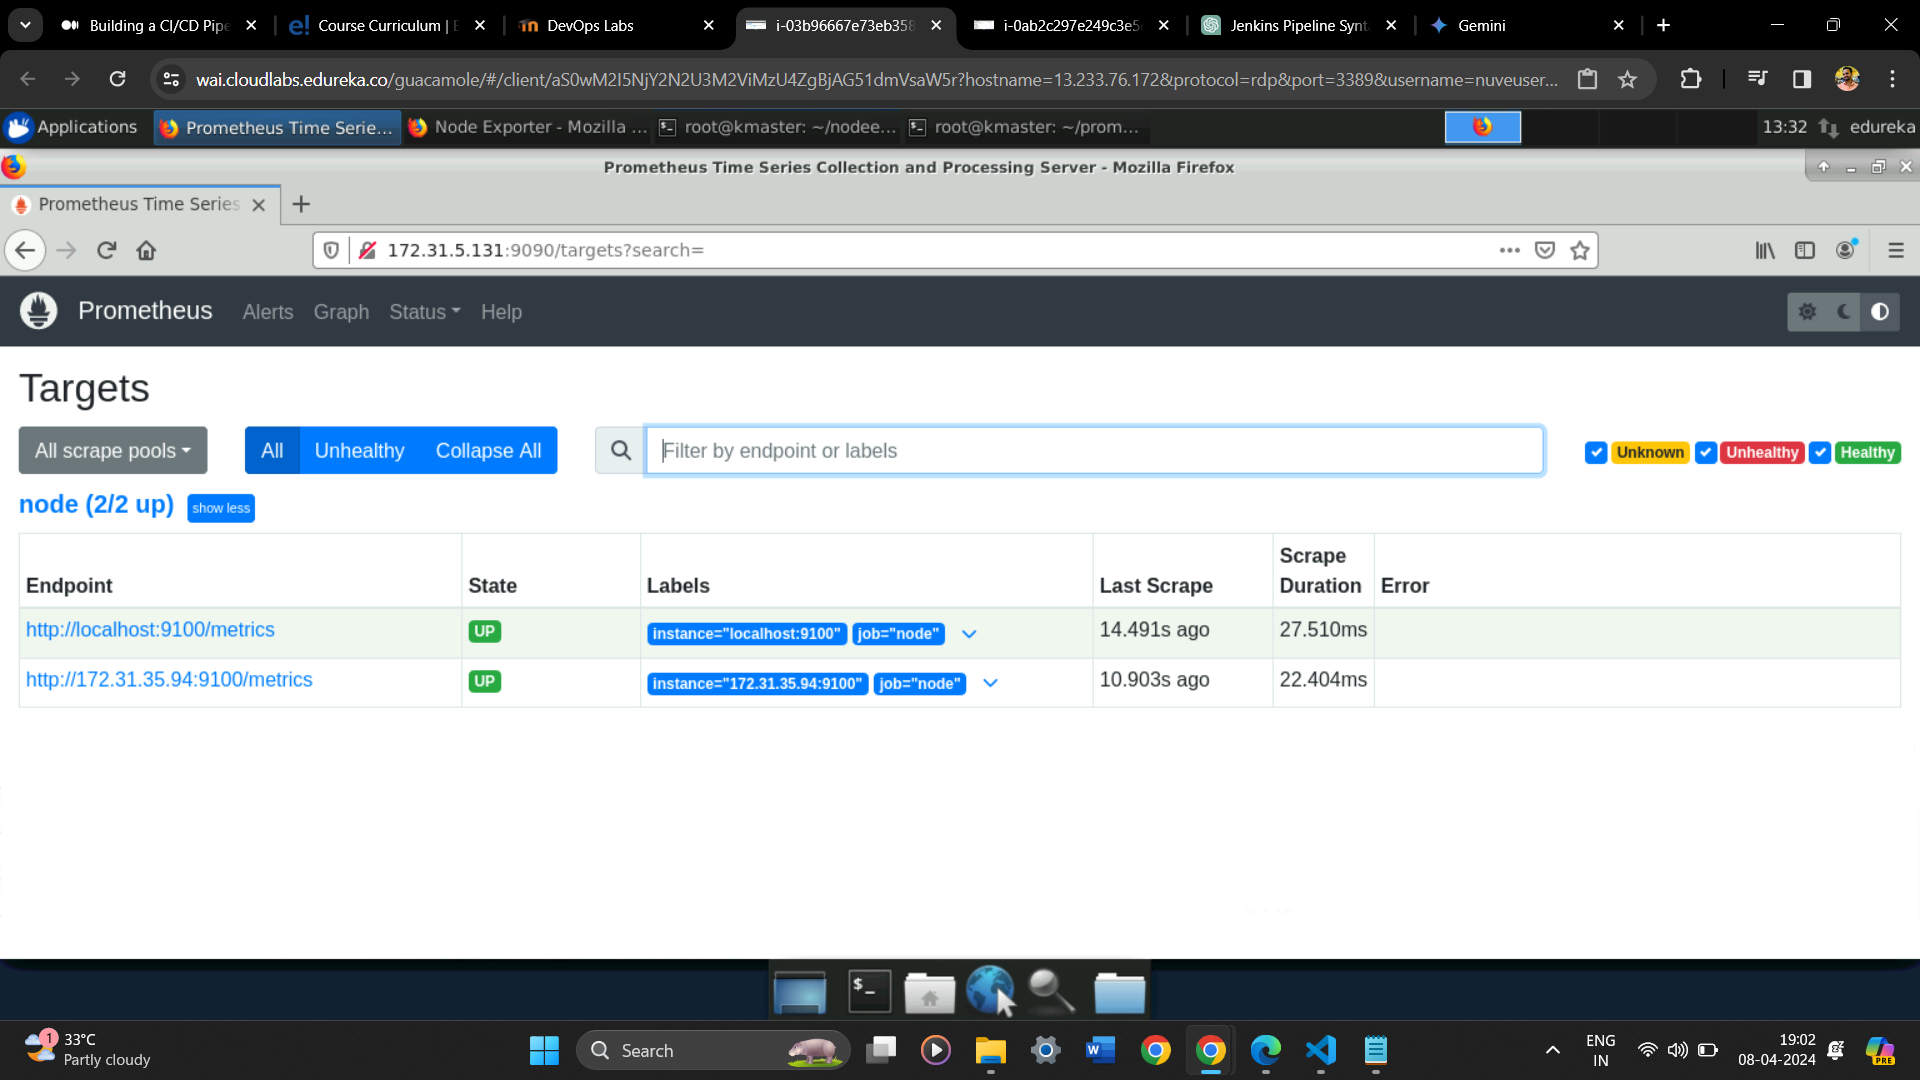 Building a CI/CD Pipe
Course Curriculum | E
DevOps Labs
i-03b96667e73eb358
i-0ab2c297e249c3e5
Jenkins Pipeline Synt
Gemini
wai.cloudlabs.edureka.co/guacamole/#/client/aS0wM2I5NjY2N2U3M2ViMzU4ZgBjAG51dmVsaW5r?hostname=13.233.76.172&protocol=rdp&port=3389&username=nuveuser...
Applications
Prometheus Time Serie...
Node Exporter - Mozilla ...
root@kmaster: ~/nodee...
root@kmaster: ~/prom...
13:32
edureka
Prometheus Time Series Collection and Processing Server - Mozilla Firefox
Prometheus Time Series
172.31.5.131:9090/targets?search=
Prometheus Alerts Graph Status Help
Targets
All scrape pools
All Unhealthy Collapse All
Filter by endpoint or labels
Unknown Unhealthy Healthy
node (2/2 up) show less
Endpoint State Labels Last Scrape Scrape Duration Error
http://localhost:9100/metrics UP instance="localhost:9100" job="node" 14.491s ago 27.510ms
http://172.31.35.94:9100/metrics UP instance="172.31.35.94:9100" job="node" 10.903s ago 22.404ms
1
33°C
Partly cloudy
Search
ENG
IN
19:02
08-04-2024
PRE